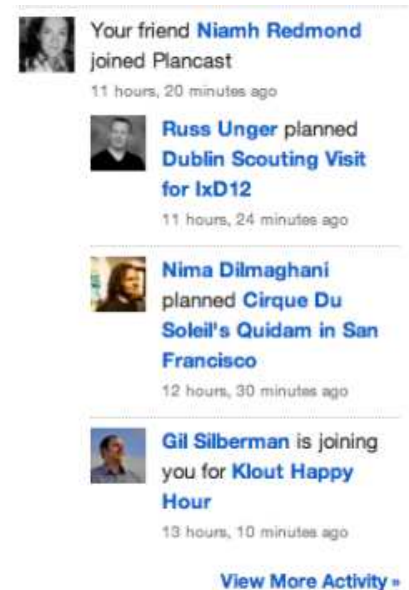 Your friend Niamh Redmond
joined Plancast
11 hours, 20 minutes ago
Russ Unger planned
Dublin Scouting Visit
for IxD12
11 hours, 24 minutes ago
Nima Dilmaghani
planned Cirque Du
Soleil's Quidam in San
Francisco
12 hours, 30 minutes ago
Gil Silberman is joining
you for Klout Happy
Hour
13 hours, 10 minutes ago
View More Activity »